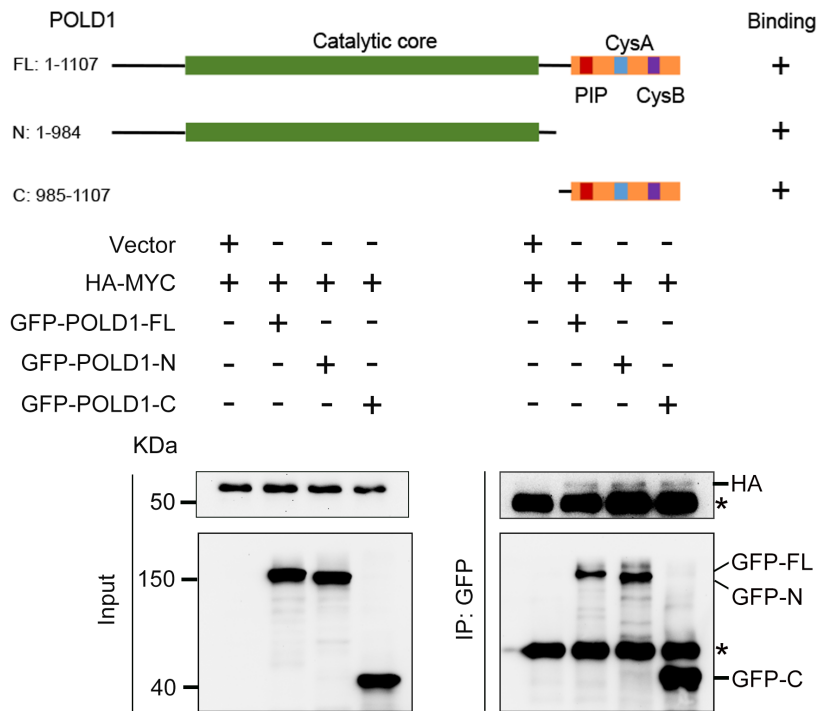 POLD1
Binding
Catalytic core
CysA
FL: 1-1107
+
PIP
CysB
N: 1-984
+
C: 985-1107
+
Vector + - - - + - - -
HA-MYC + + + + + + + +
GFP-POLD1-FL - + - - - + - -
GFP-POLD1-N - - + - - - + -
GFP-POLD1-C - - - + - - - +
KDa
50
HA
*
Input
150
40
IP: GFP
GFP-FL
GFP-N
*
GFP-C